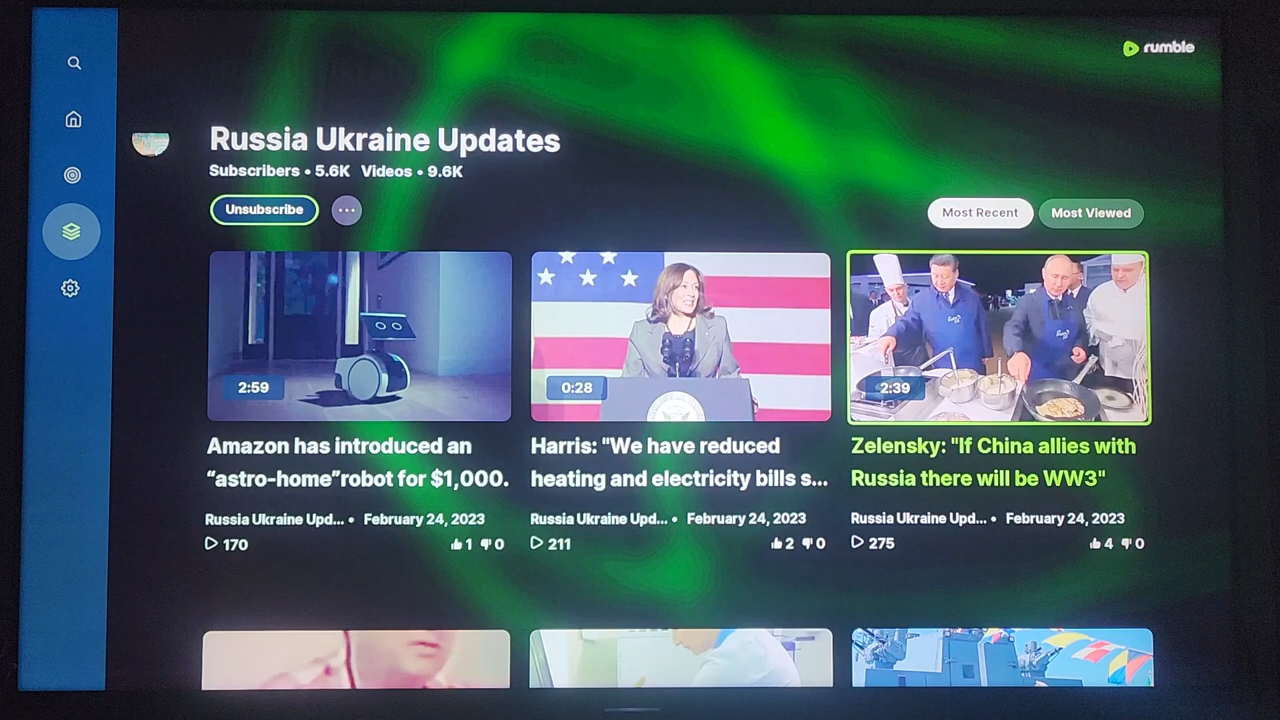 rumble
Russia Ukraine Updates
Subscribers • 5.6K Videos • 9.6K
Unsubscribe
Most Recent
Most Viewed
2:59
0:28
2:39
Amazon has introduced an
“astro-home”robot for $1,000.
Russia Ukraine Upd... • February 24, 2023
170
1 0
Harris: "We have reduced
heating and electricity bills s...
Russia Ukraine Upd... • February 24, 2023
211
2 0
Zelensky: "If China allies with
Russia there will be WW3"
Russia Ukraine Upd... • February 24, 2023
275
4 0